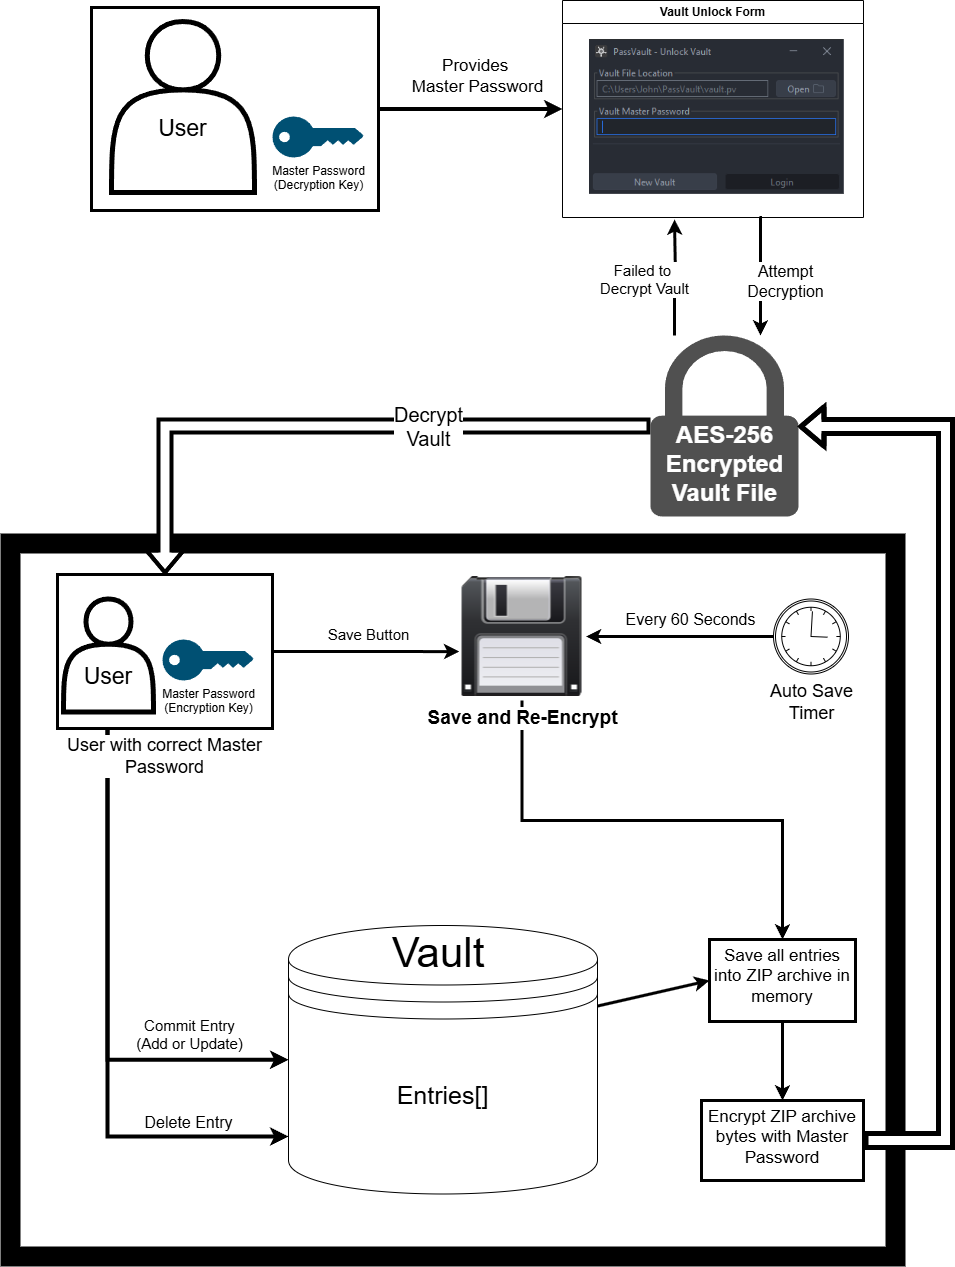 Vault Unlock Form
PassVault - Unlock Vault
Vault File Location
C:\Users\John\PassVault\vault.pv
Open
Vault Master Password
New Vault
Login
User
Master Password
(Decryption Key)
Provides
Master Password
Failed to
Decrypt Vault
Attempt
Decryption
Decrypt
Vault
AES-256
Encrypted
Vault File
User
Master Password
(Encryption Key)
User with correct Master
Password
Save Button
Save and Re-Encrypt
Every 60 Seconds
Auto Save
Timer
Vault
Entries[]
Commit Entry
(Add or Update)
Delete Entry
Save all entries
into ZIP archive in
memory
Encrypt ZIP archive
bytes with Master
Password